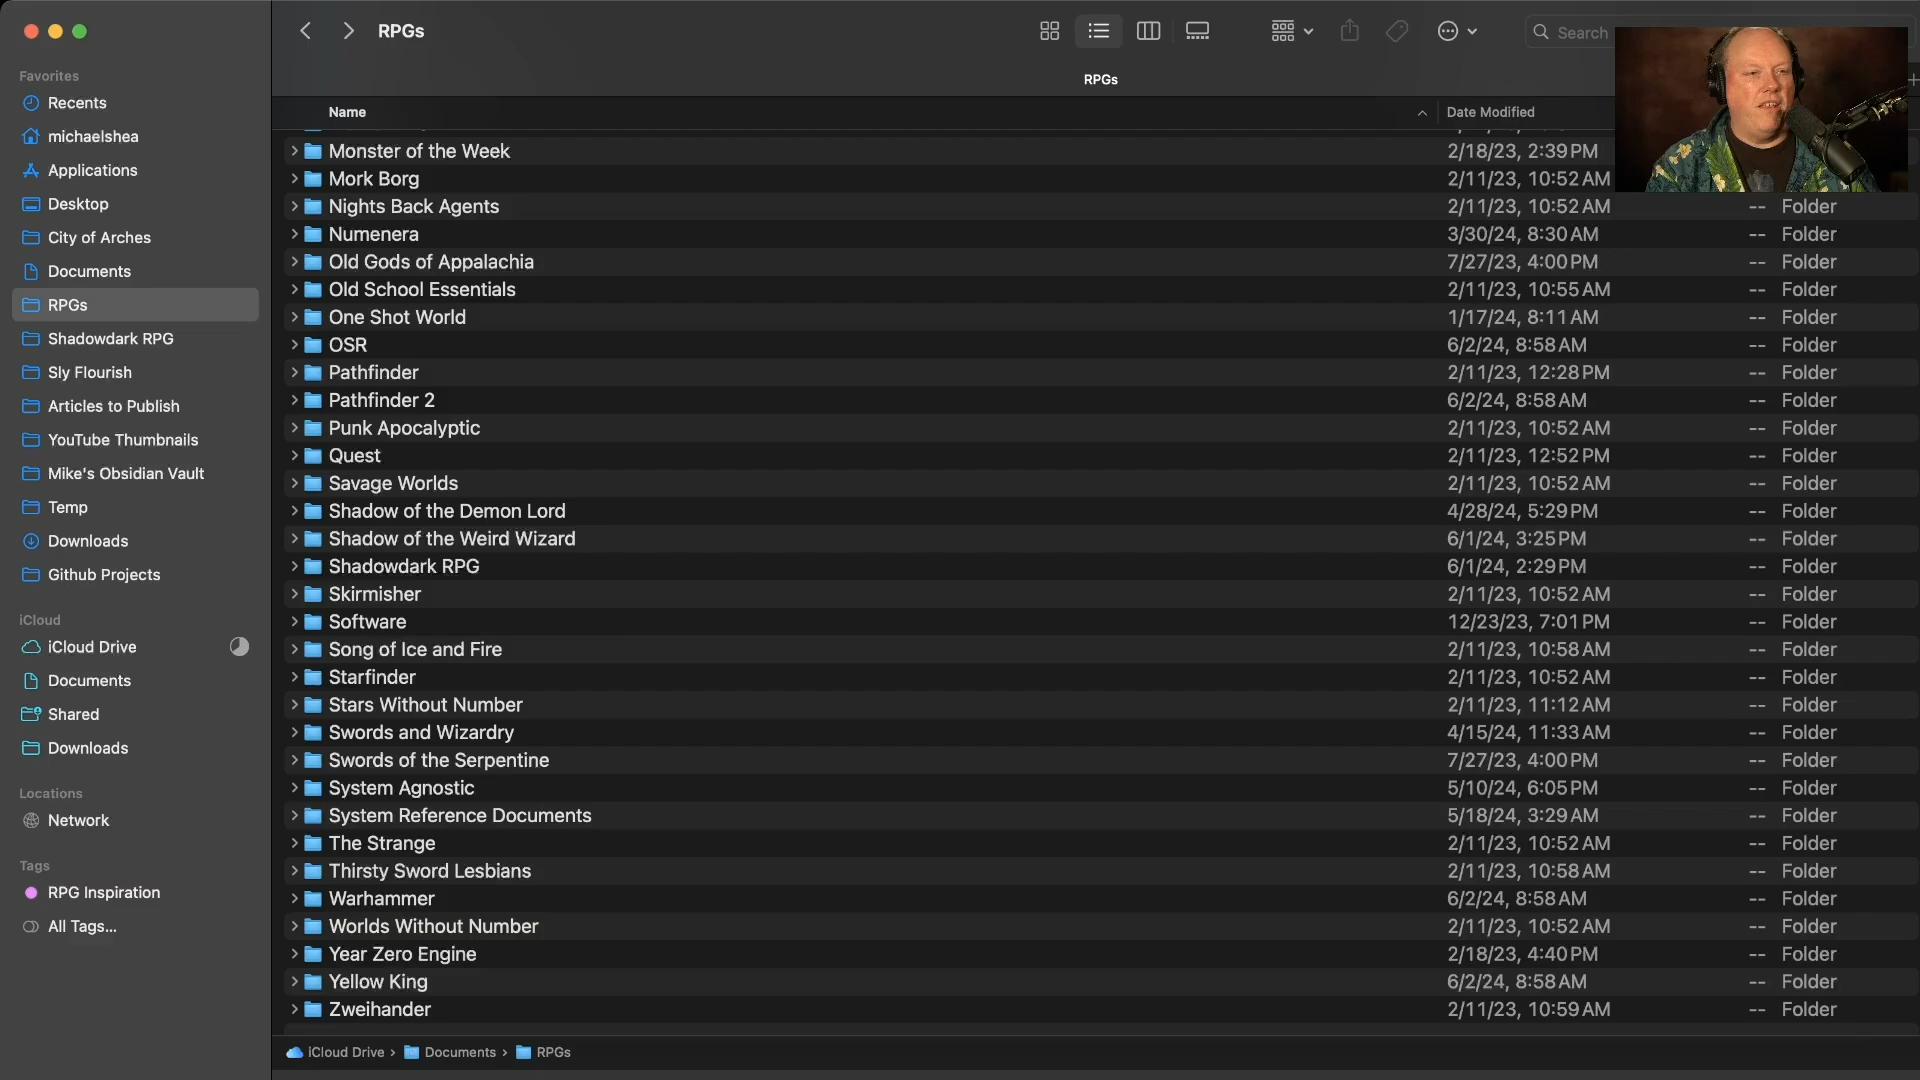 RPGs
Search
RPGs
Favorites
Recents
michaelshea
Applications
Desktop
City of Arches
Documents
RPGs
Shadowdark RPG
Sly Flourish
Articles to Publish
YouTube Thumbnails
Mike's Obsidian Vault
Temp
Downloads
Github Projects
iCloud
iCloud Drive
Documents
Shared
Downloads
Locations
Network
Tags
RPG Inspiration
All Tags...
Name Date Modified
Monster of the Week 2/18/23, 2:39 PM
Mork Borg 2/11/23, 10:52 AM
Nights Back Agents 2/11/23, 10:52 AM -- Folder
Numenera 3/30/24, 8:30 AM -- Folder
Old Gods of Appalachia 7/27/23, 4:00 PM -- Folder
Old School Essentials 2/11/23, 10:55 AM -- Folder
One Shot World 1/17/24, 8:11 AM -- Folder
OSR 6/2/24, 8:58 AM -- Folder
Pathfinder 2/11/23, 12:28 PM -- Folder
Pathfinder 2 6/2/24, 8:58 AM -- Folder
Punk Apocalyptic 2/11/23, 10:52 AM -- Folder
Quest 2/11/23, 12:52 PM -- Folder
Savage Worlds 2/11/23, 10:52 AM -- Folder
Shadow of the Demon Lord 4/28/24, 5:29 PM -- Folder
Shadow of the Weird Wizard 6/1/24, 3:25 PM -- Folder
Shadowdark RPG 6/1/24, 2:29 PM -- Folder
Skirmisher 2/11/23, 10:52 AM -- Folder
Software 12/23/23, 7:01 PM -- Folder
Song of Ice and Fire 2/11/23, 10:58 AM -- Folder
Starfinder 2/11/23, 10:52 AM -- Folder
Stars Without Number 2/11/23, 11:12 AM -- Folder
Swords and Wizardry 4/15/24, 11:33 AM -- Folder
Swords of the Serpentine 7/27/23, 4:00 PM -- Folder
System Agnostic 5/10/24, 6:05 PM -- Folder
System Reference Documents 5/18/24, 3:29 AM -- Folder
The Strange 2/11/23, 10:52 AM -- Folder
Thirsty Sword Lesbians 2/11/23, 10:58 AM -- Folder
Warhammer 6/2/24, 8:58 AM -- Folder
Worlds Without Number 2/11/23, 10:52 AM -- Folder
Year Zero Engine 2/18/23, 4:40 PM -- Folder
Yellow King 6/2/24, 8:58 AM -- Folder
Zweihander 2/11/23, 10:59 AM -- Folder
iCloud Drive › Documents › RPGs